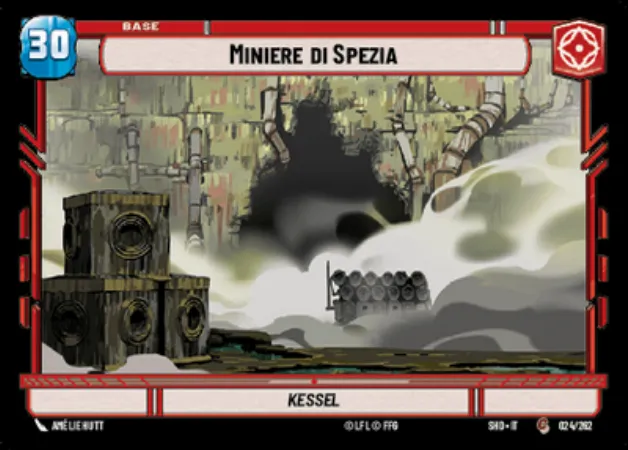 BASE
30
MINIERE DI SPEZIA
KESSEL
AMÉLIE HUTT
© LFL © FFG
SHD • IT
024/262